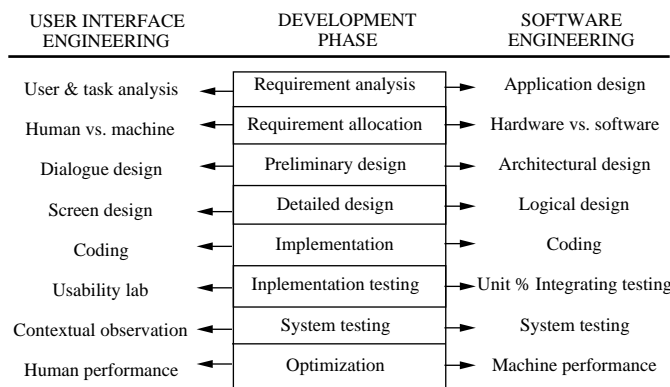 USER INTERFACE DEVELOPMENT SOFTWARE
ENGINEERING PHASE ENGINEERING
User & task analysis Requirement analysis Application design
Human vs. machine Requirement allocation Hardware vs. software
Dialogue design Preliminary design Architectural design
Screen design Detailed design Logical design
Coding Implementation Coding
Usability lab Inplementation testing Unit % Integrating testing
Contextual observation System testing System testing
Human performance Optimization Machine performance